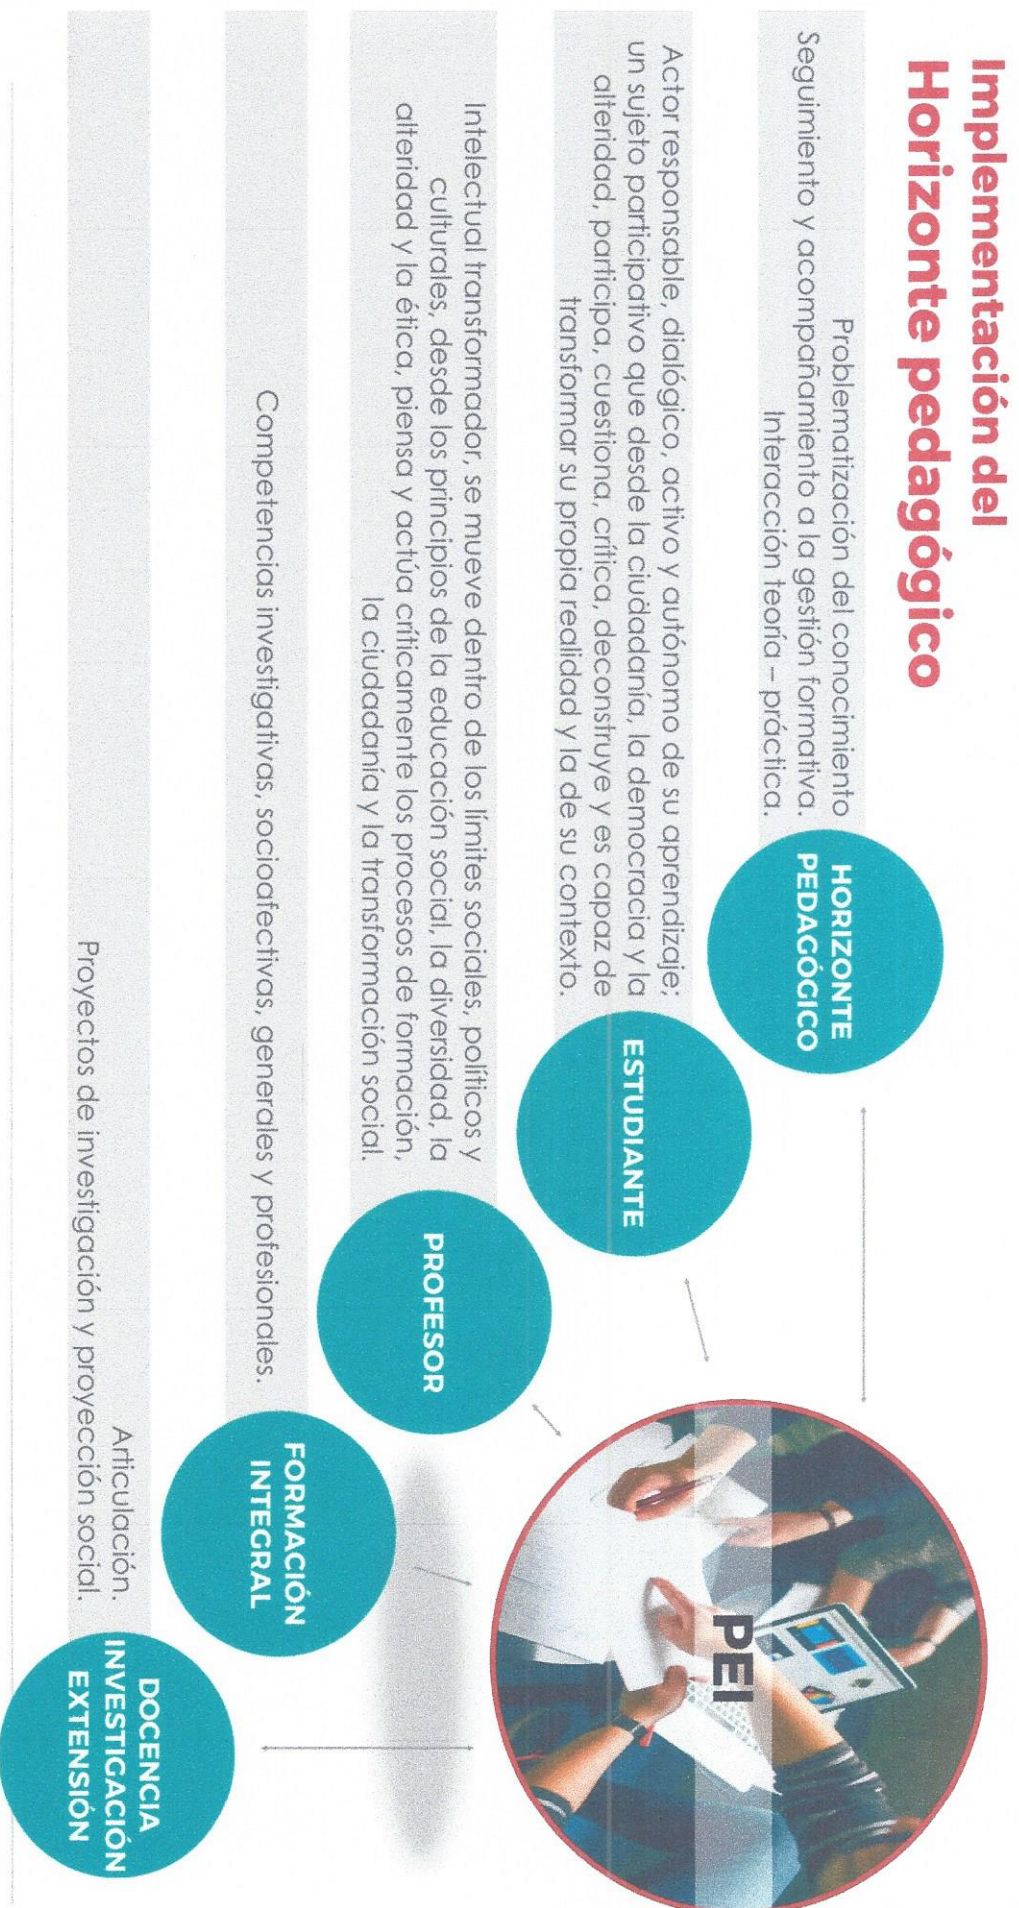 Implementación del
Horizonte pedagógico
Problematización del conocimiento
Seguimiento y acompañamiento a la gestión formativa.
Interacción teoría – práctica.
HORIZONTE
PEDAGÓGICO
Actor responsable, dialógico, activo y autónomo de su aprendizaje;
un sujeto participativo que desde la ciudadanía, la democracia y la
alteridad, participa, cuestiona, crítica, deconstruye y es capaz de
transformar su propia realidad y la de su contexto.
ESTUDIANTE
Intelectual transformador, se mueve dentro de los límites sociales, políticos y
culturales, desde los principios de la educación social, la diversidad, la
alteridad y la ética, piensa y actúa críticamente los procesos de formación,
la ciudadanía y la transformación social.
PROFESOR
Competencias investigativas, socioafectivas, generales y profesionales.
FORMACIÓN
INTEGRAL
Articulación.
Proyectos de investigación y proyección social.
DOCENCIA
INVESTIGACIÓN
EXTENSIÓN
PEI